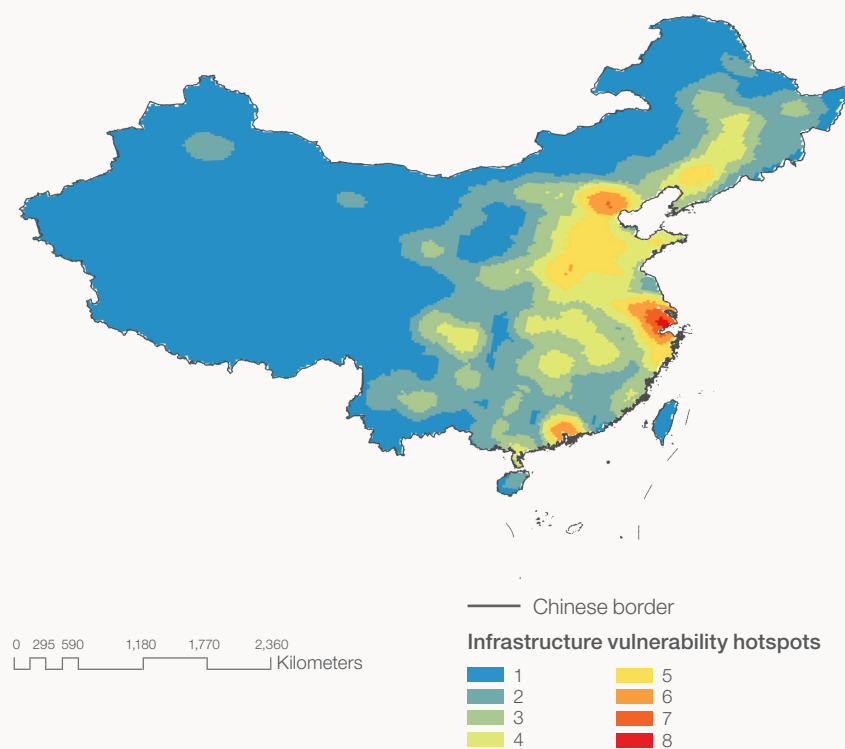 Chinese border
0 295 590 1,180 1,770 2,360
Kilometers
Infrastructure vulnerability hotspots
1 5
2 6
3 7
4 8